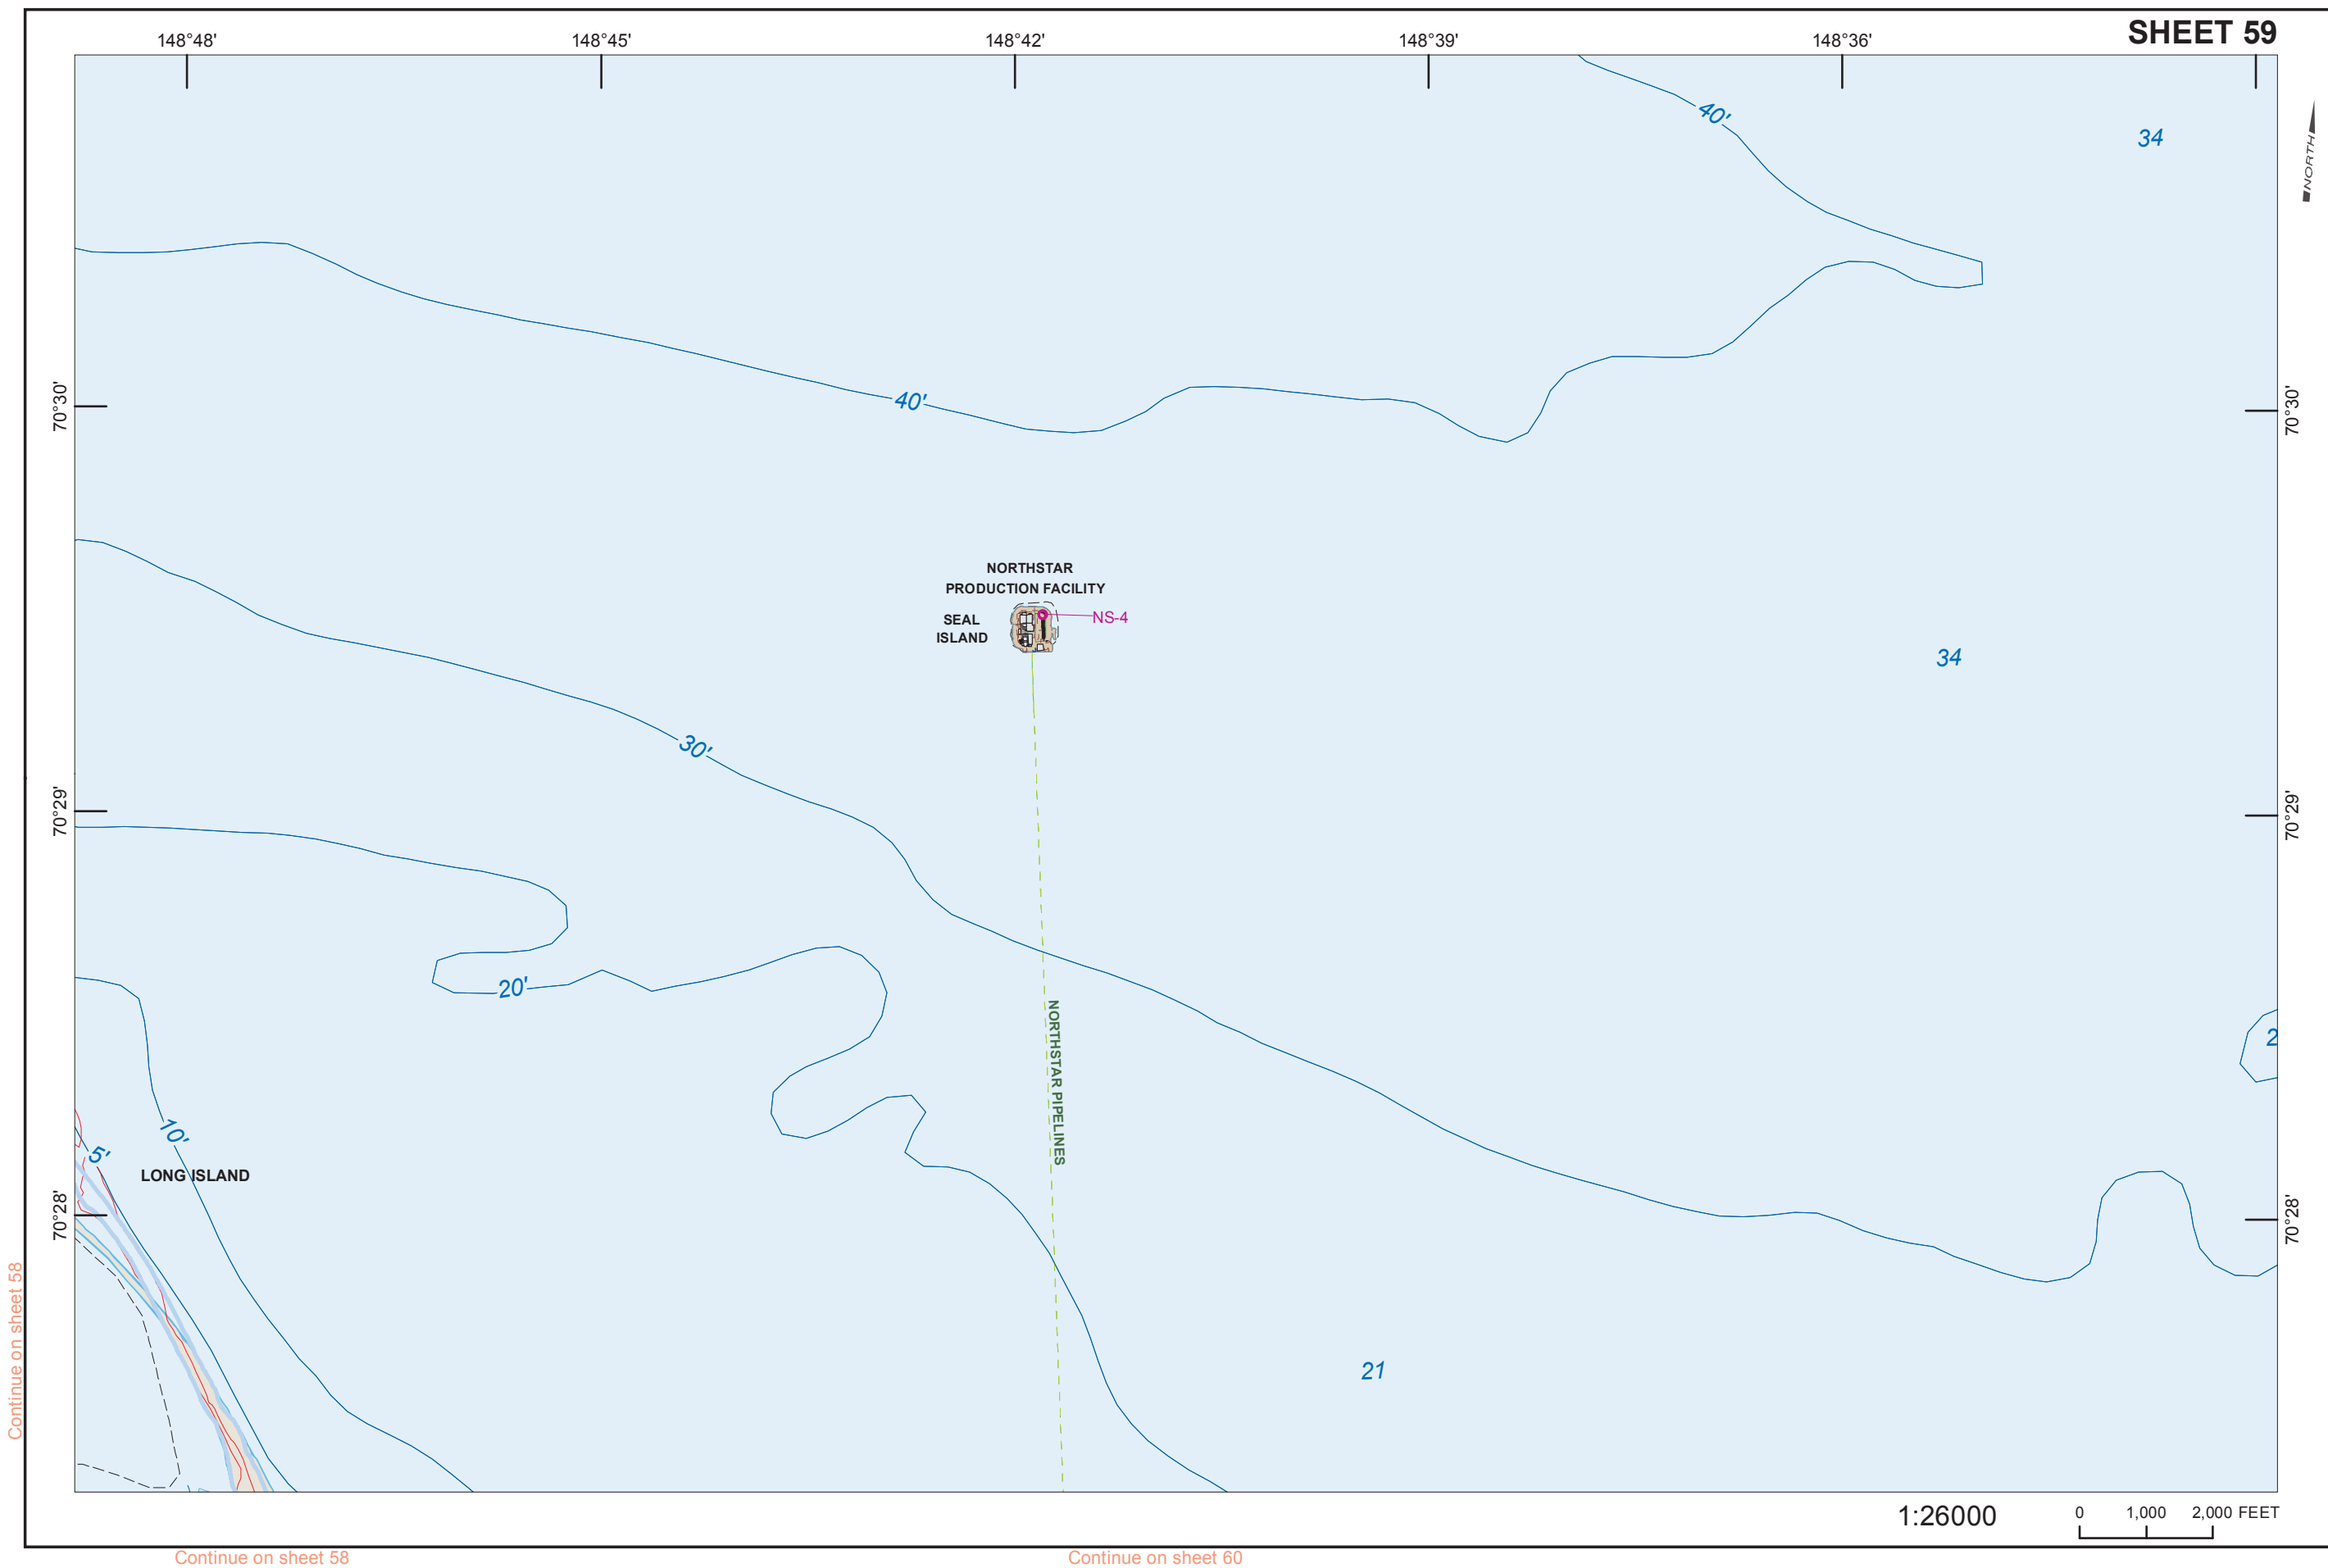 SHEET 59
148°48'
148°45'
148°42'
148°39'
148°36'
40'
34
NORTH
70°30'
70°30'
40'
NORTHSTAR
PRODUCTION FACILITY
SEAL
ISLAND
NS-4
34
30'
70°29'
70°29'
20'
NORTHSTAR PIPELINES
2
10'
5'
LONG ISLAND
70°28'
70°28'
Continue on sheet 58
21
1:26000
0 1,000 2,000 FEET
Continue on sheet 58
Continue on sheet 60